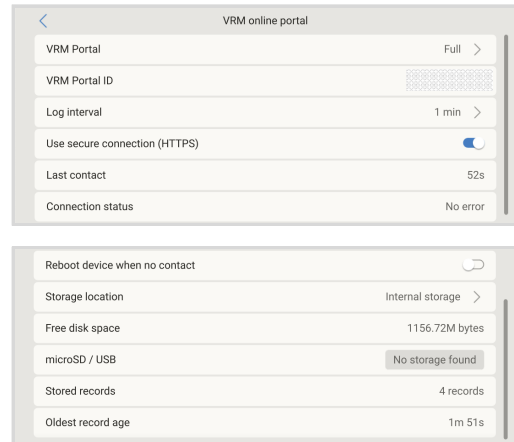 VRM online portal
VRM Portal Full
VRM Portal ID
Log interval 1 min
Use secure connection (HTTPS)
Last contact 52s
Connection status No error
Reboot device when no contact
Storage location Internal storage
Free disk space 1156.72M bytes
microSD / USB No storage found
Stored records 4 records
Oldest record age 1m 51s